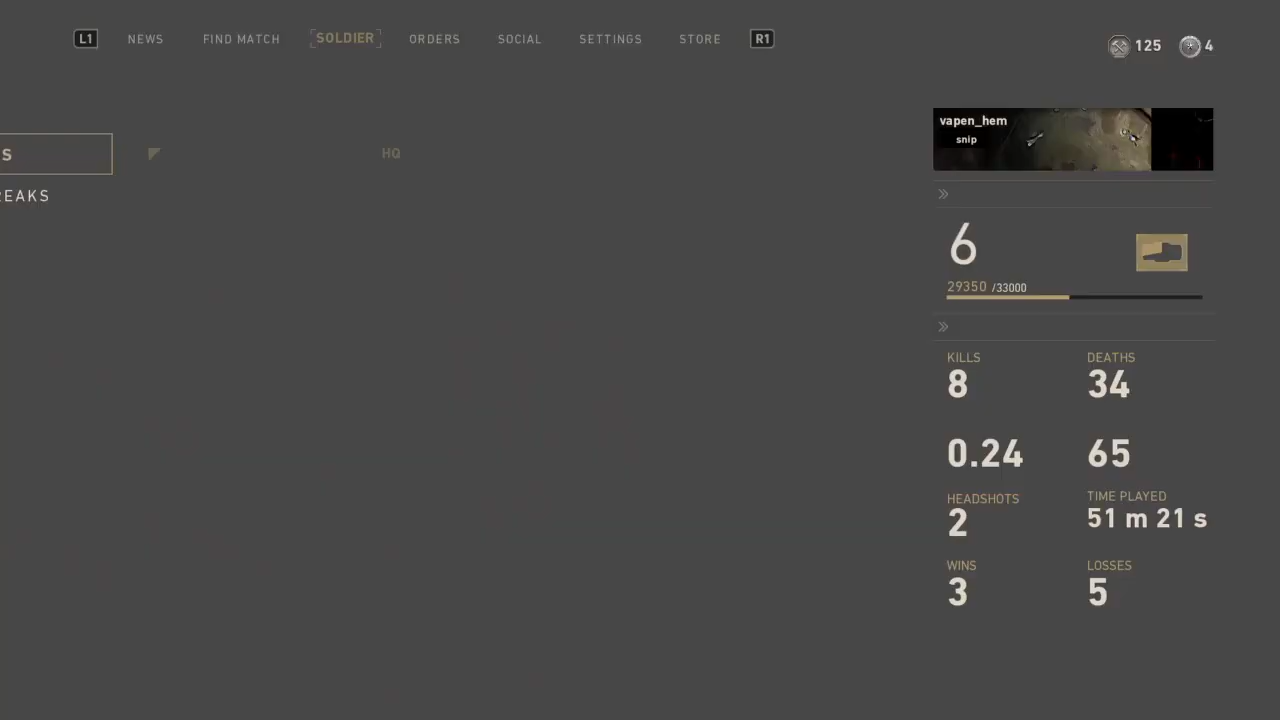 L1 NEWS FIND MATCH SOLDIER ORDERS SOCIAL SETTINGS STORE R1 125 4
vapen_hem
snip
S HQ
REAKS
6
29350 /33000
KILLS DEATHS
8 34
0.24 65
HEADSHOTS TIME PLAYED
2 51 m 21 s
WINS LOSSES
3 5